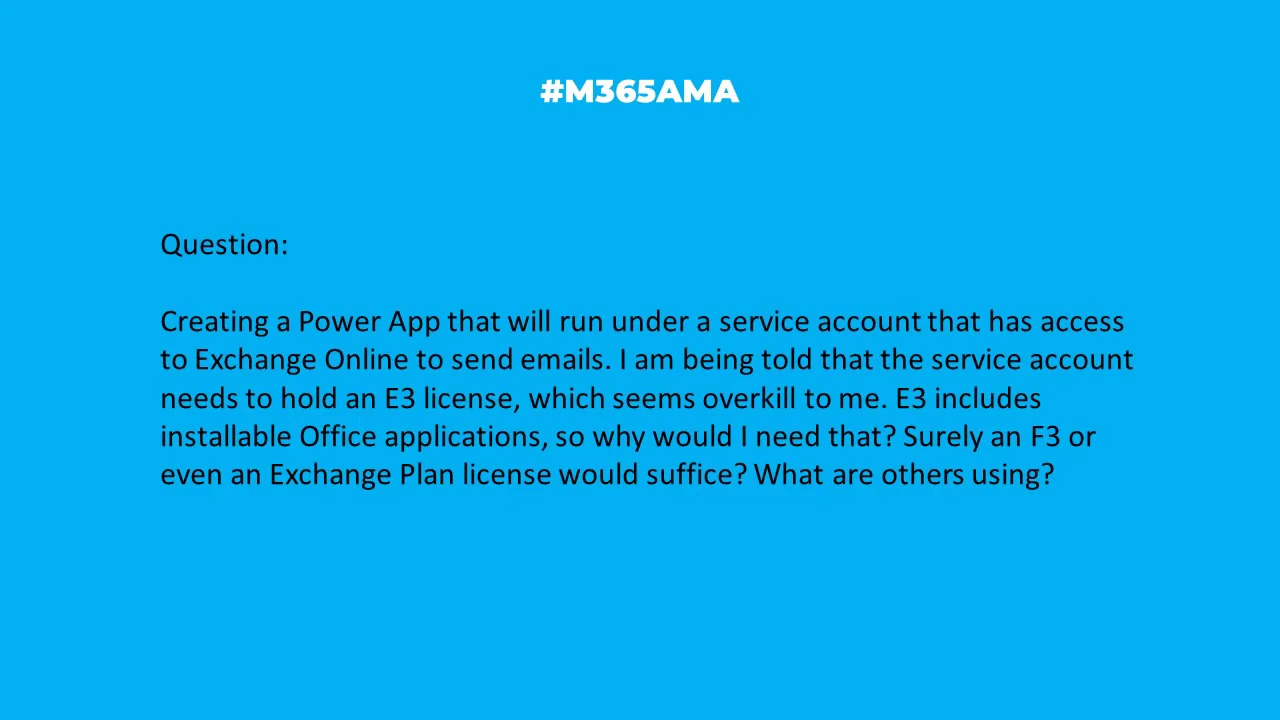 #M365AMA
Question:
Creating a Power App that will run under a service account that has access
to Exchange Online to send emails. I am being told that the service account
needs to hold an E3 license, which seems overkill to me. E3 includes
installable Office applications, so why would I need that? Surely an F3 or
even an Exchange Plan license would suffice? What are others using?